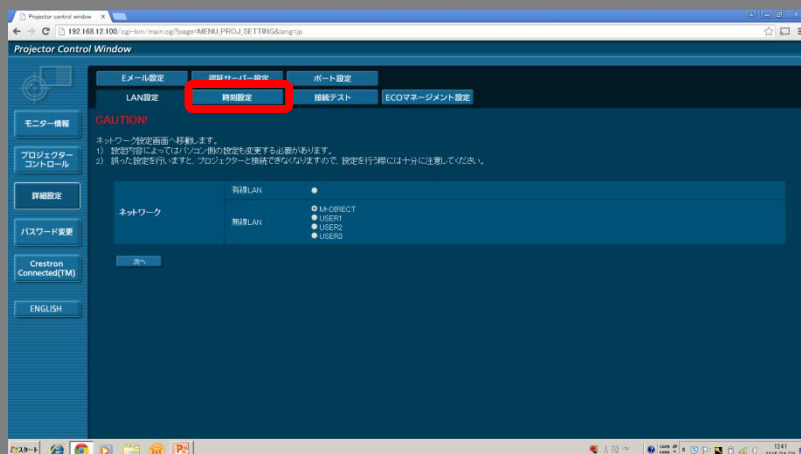 Projector control window
192.168.12.100/cgi-bin/main.cgi?page=MENU_PROJ_SETTING&lang=jp
Projector Control Window
Eメール設定 認証サーバー設定 ポート設定
LAN設定 時刻設定 接続テスト ECOマネージメント設定
CAUTION!
ネットワーク設定画面へ移動します。
1) 設定内容によってはパソコン側の設定も変更する必要があります。
2) 誤った設定を行いますと、プロジェクターと接続できなくなりますので、設定を行う際には十分に注意してください。
モニター情報
プロジェクター
コントロール
詳細設定
パスワード変更
Crestron
Connected(TM)
ENGLISH
ネットワーク
有線LAN
無線LAN
M-DIRECT
USER1
USER2
USER3
次へ
スタート
12:41